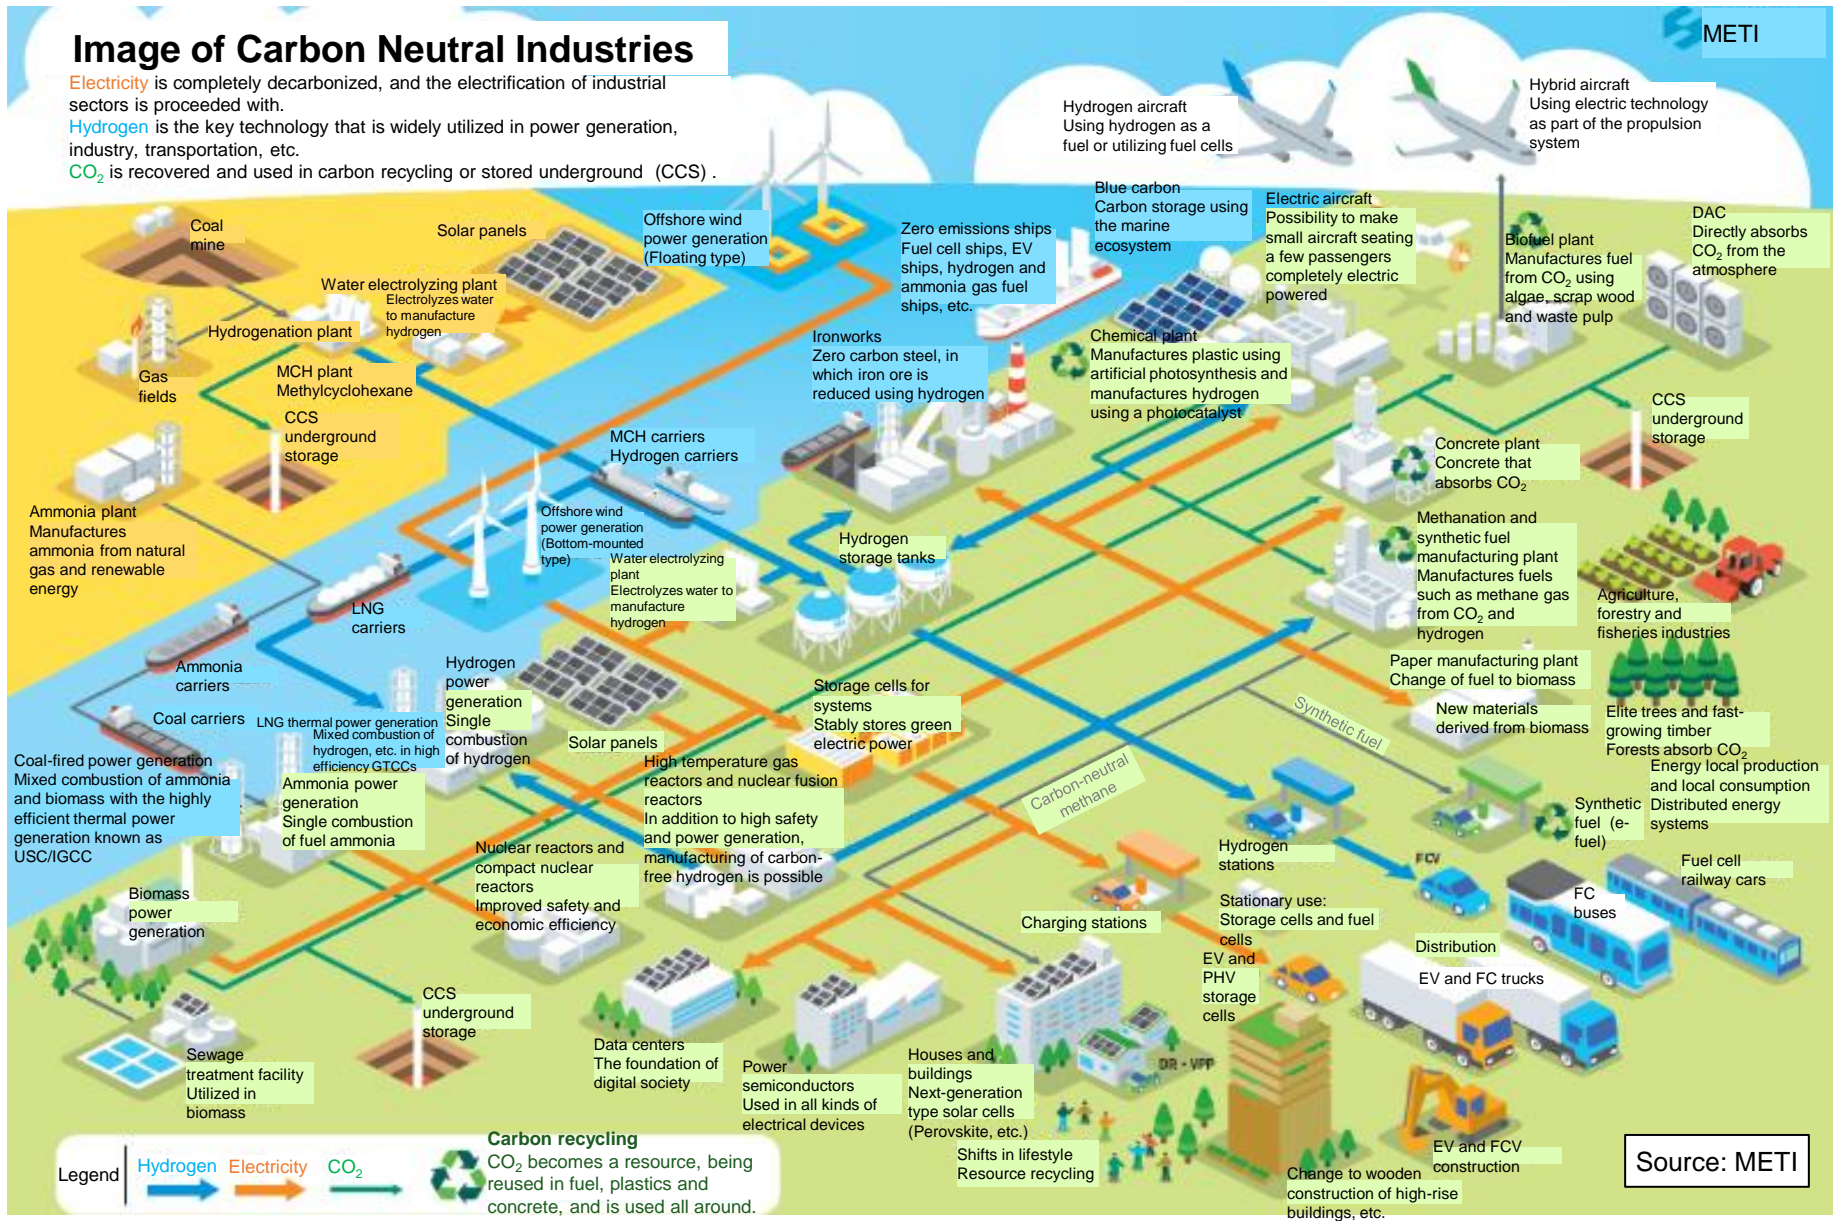 Image of Carbon Neutral Industries
Electricity is completely decarbonized, and the electrification of industrial
sectors is proceeded with.
Hydrogen is the key technology that is widely utilized in power generation,
industry, transportation, etc.
CO2 is recovered and used in carbon recycling or stored underground (CCS) .
METI
Hydrogen aircraft
Using hydrogen as a
fuel or utilizing fuel cells
Hybrid aircraft
Using electric technology
as part of the propulsion
system
Coal
mine
Solar panels
Offshore wind
power generation
(Floating type)
Zero emissions ships
Fuel cell ships, EV
ships, hydrogen and
ammonia gas fuel
ships, etc.
Blue carbon
Carbon storage using
the marine
ecosystem
Electric aircraft
Possibility to make
small aircraft seating
a few passengers
completely electric
powered
Biofuel plant
Manufactures fuel
from CO2 using
algae, scrap wood
and waste pulp
DAC
Directly absorbs
CO2 from the
atmosphere
Water electrolyzing plant
Electrolyzes water
to manufacture
hydrogen
Hydrogenation plant
Gas
fields
MCH plant
Methylcyclohexane
CCS
underground
storage
Ironworks
Zero carbon steel, in
which iron ore is
reduced using hydrogen
Chemical plant
Manufactures plastic using
artificial photosynthesis and
manufactures hydrogen
using a photocatalyst
CCS
underground
storage
MCH carriers
Hydrogen carriers
Concrete plant
Concrete that
absorbs CO2
Ammonia plant
Manufactures
ammonia from natural
gas and renewable
energy
Offshore wind
power generation
(Bottom-mounted
type)
Water electrolyzing
plant
Electrolyzes water to
manufacture
hydrogen
Hydrogen
storage tanks
Methanation and
synthetic fuel
manufacturing plant
Manufactures fuels
such as methane gas
from CO2 and
hydrogen
Agriculture,
forestry and
fisheries industries
LNG
carriers
Ammonia
carriers
Coal carriers
Hydrogen
power
generation
Single
combustion
of hydrogen
LNG thermal power generation
Mixed combustion of
hydrogen, etc. in high
efficiency GTCCs
Solar panels
Storage cells for
systems
Stably stores green
electric power
Paper manufacturing plant
Change of fuel to biomass
New materials
derived from biomass
Elite trees and fast-
growing timber
Forests absorb CO2
Synthetic fuel
Carbon-neutral
methane
Coal-fired power generation
Mixed combustion of ammonia
and biomass with the highly
efficient thermal power
generation known as
USC/IGCC
Ammonia power
generation
Single combustion
of fuel ammonia
High temperature gas
reactors and nuclear fusion
reactors
In addition to high safety
and power generation,
manufacturing of carbon-
free hydrogen is possible
Energy local production
and local consumption
Distributed energy
systems
Synthetic
fuel (e-
fuel)
Nuclear reactors and
compact nuclear
reactors
Improved safety and
economic efficiency
Hydrogen
stations
FCV
Fuel cell
railway cars
FC
buses
Biomass
power
generation
Charging stations
Stationary use:
Storage cells and fuel
cells
EV and
PHV
storage
cells
Distribution
EV and FC trucks
CCS
underground
storage
Sewage
treatment facility
Utilized in
biomass
Data centers
The foundation of
digital society
Power
semiconductors
Used in all kinds of
electrical devices
Houses and
buildings
Next-generation
type solar cells
(Perovskite, etc.)
DR・VPP
Shifts in lifestyle
Resource recycling
Change to wooden
construction of high-rise
buildings, etc.
EV and FCV
construction
Source: METI
Legend
Hydrogen
Electricity
CO2
Carbon recycling
CO2 becomes a resource, being
reused in fuel, plastics and
concrete, and is used all around.